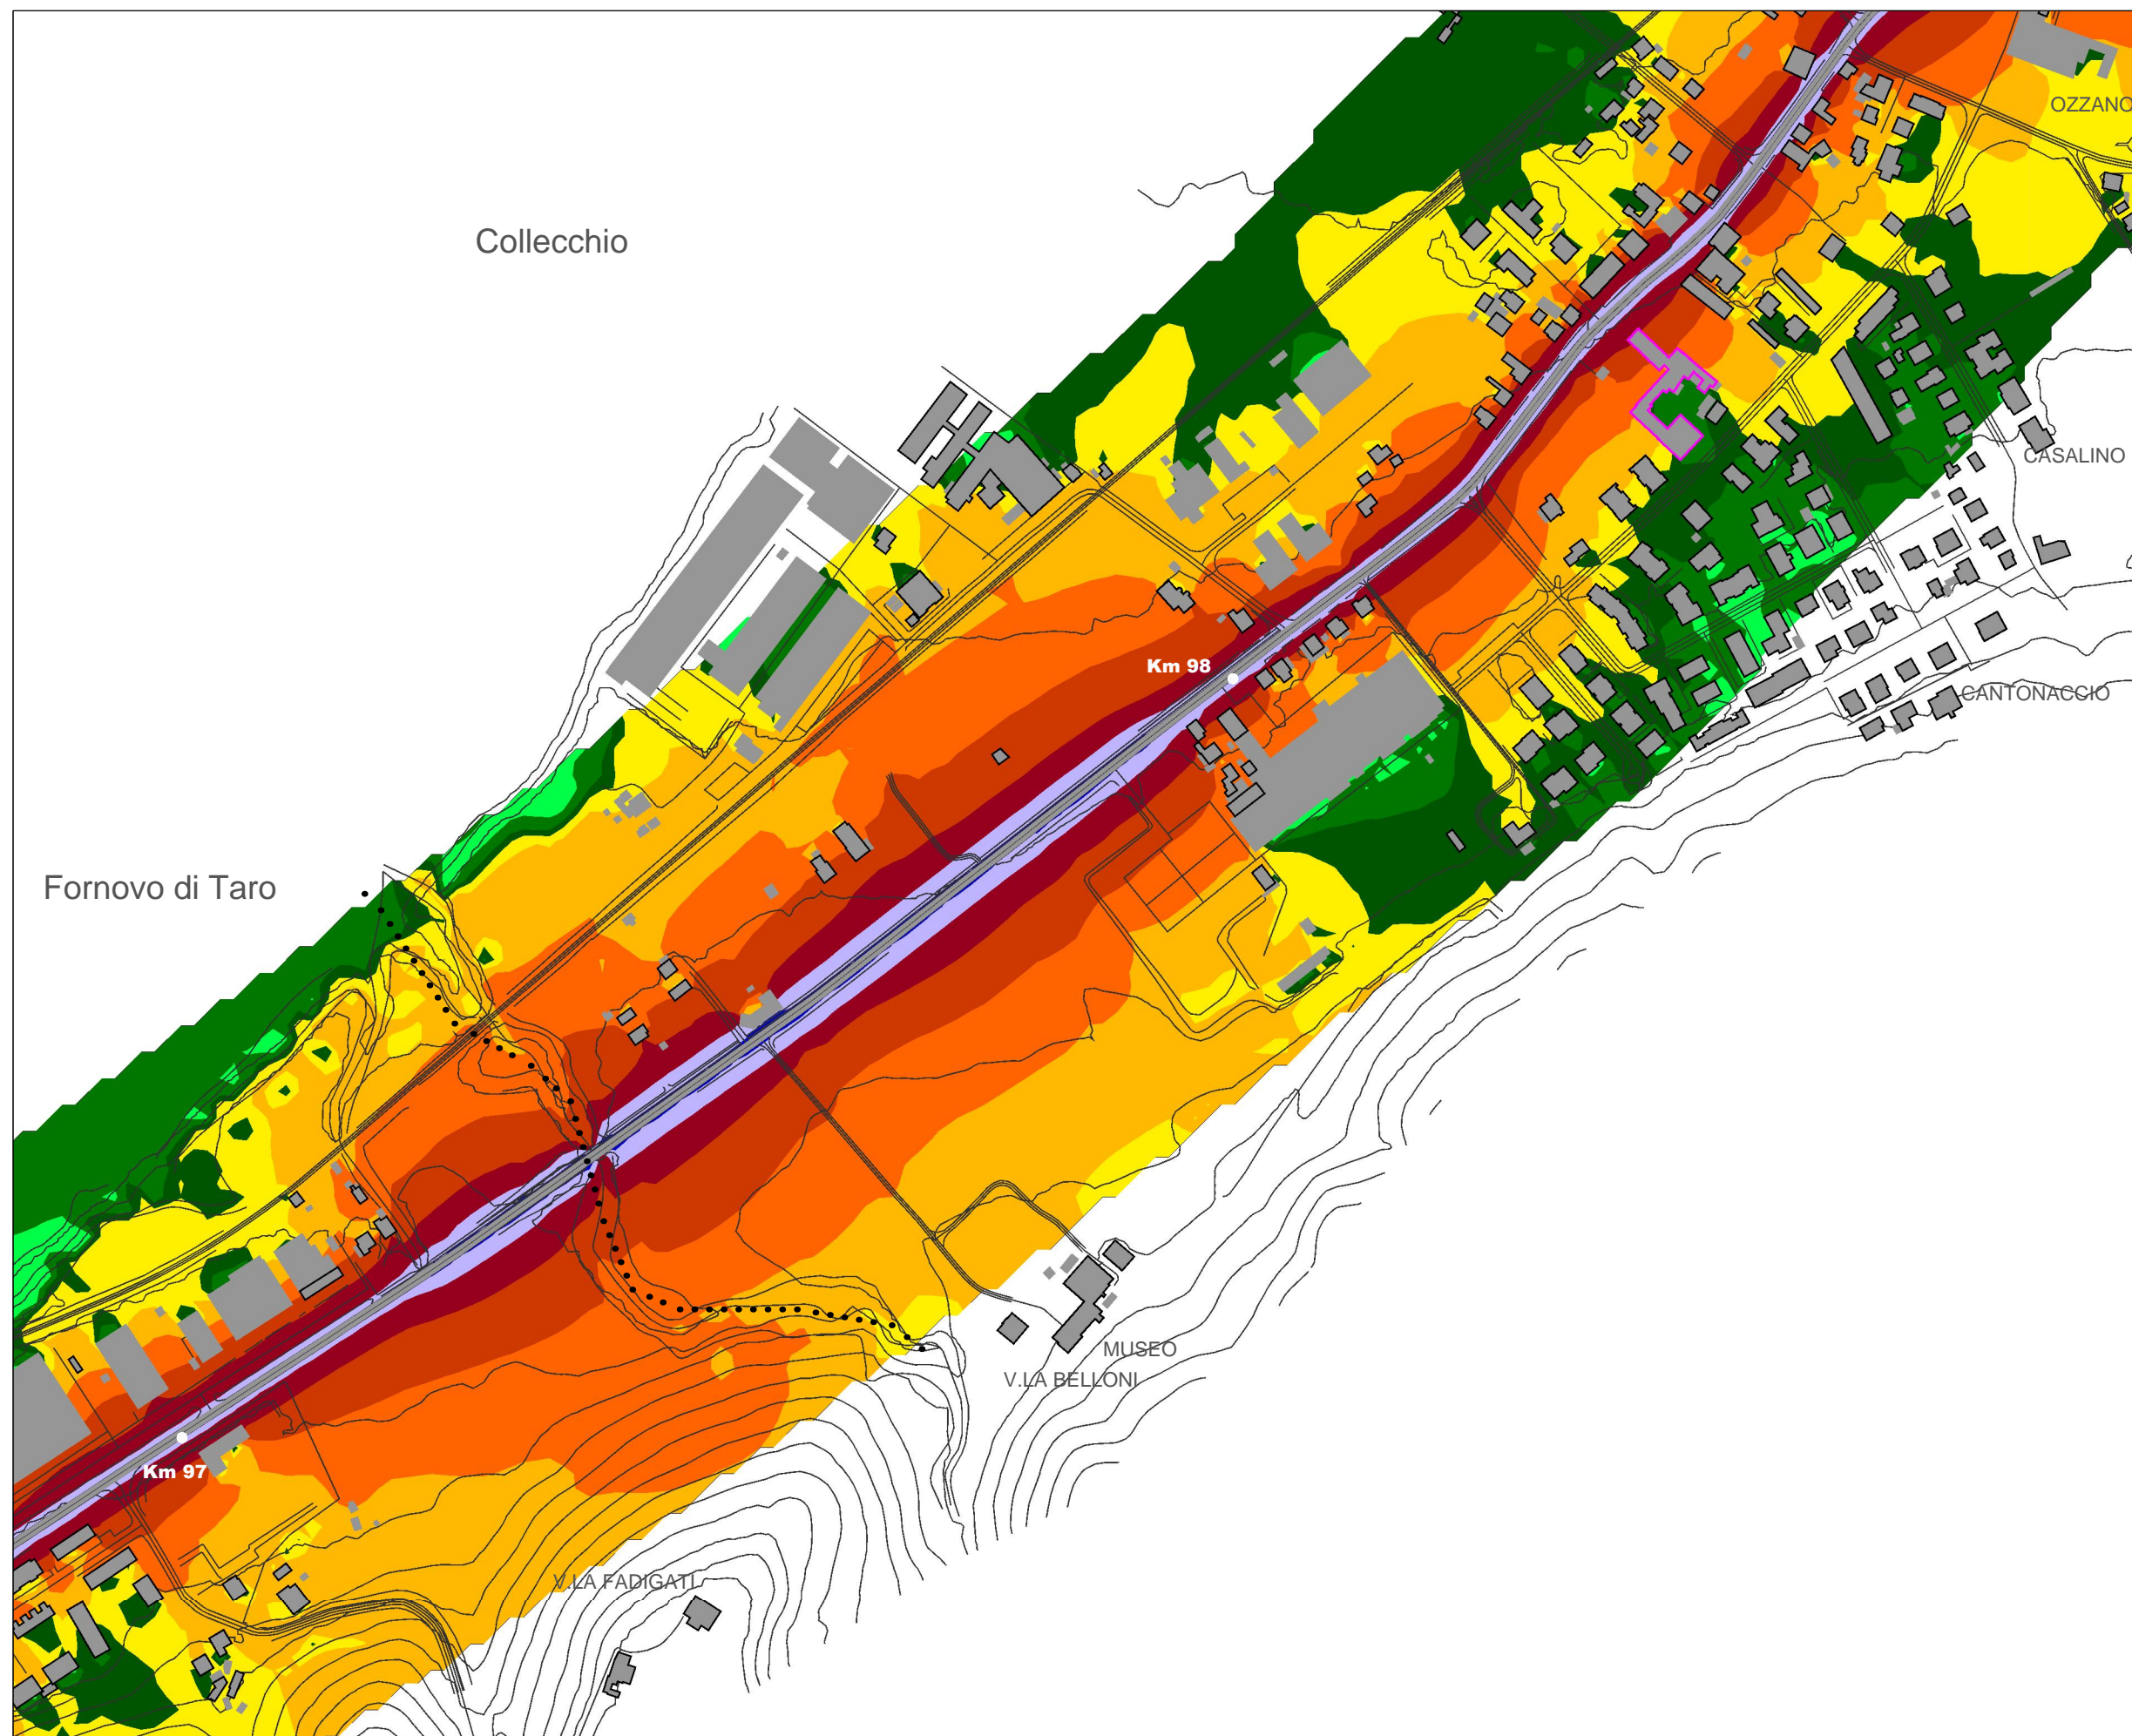 OZZANO
Collecchio
CASALINO
Km 98
CANTONACCIO
Fornovo di Taro
MUSEO
V.LA BELLONI
Km 97
V.LA FADIGATI